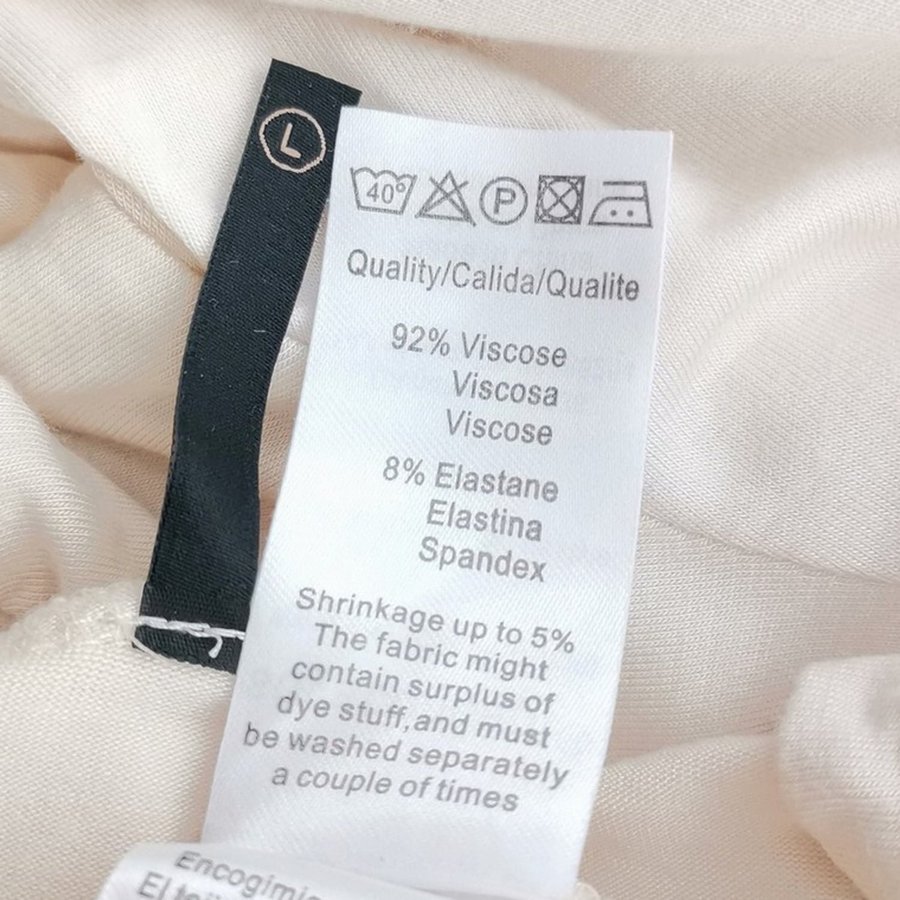 L
40°
P
Quality/Calida/Qualite
92% Viscose
Viscosa
Viscose
8% Elastane
Elastina
Spandex
Shrinkage up to 5%
The fabric might
contain surplus of
dye stuff,and must
be washed separately
a couple of times
El